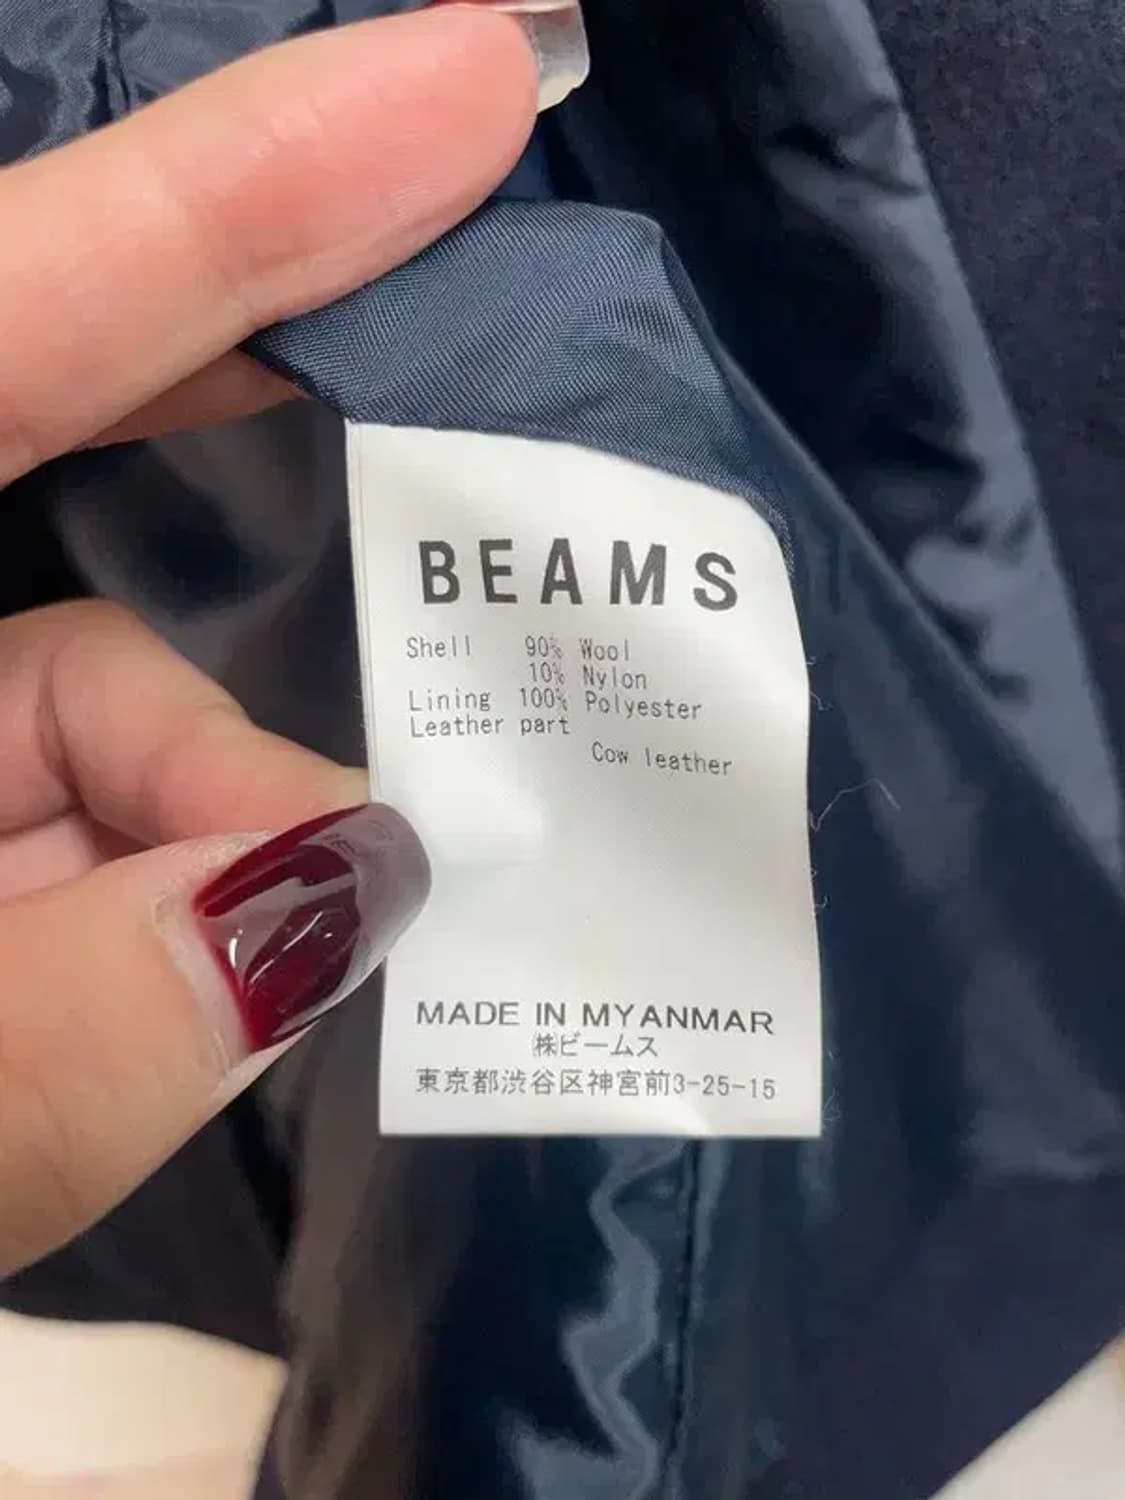 BEAMS
Shell 90% Wool
10% Nylon
Lining 100% Polyester
Leather part
Cow leather
MADE IN MYANMAR
㈱ビームス
東京都渋谷区神宮前3-25-15